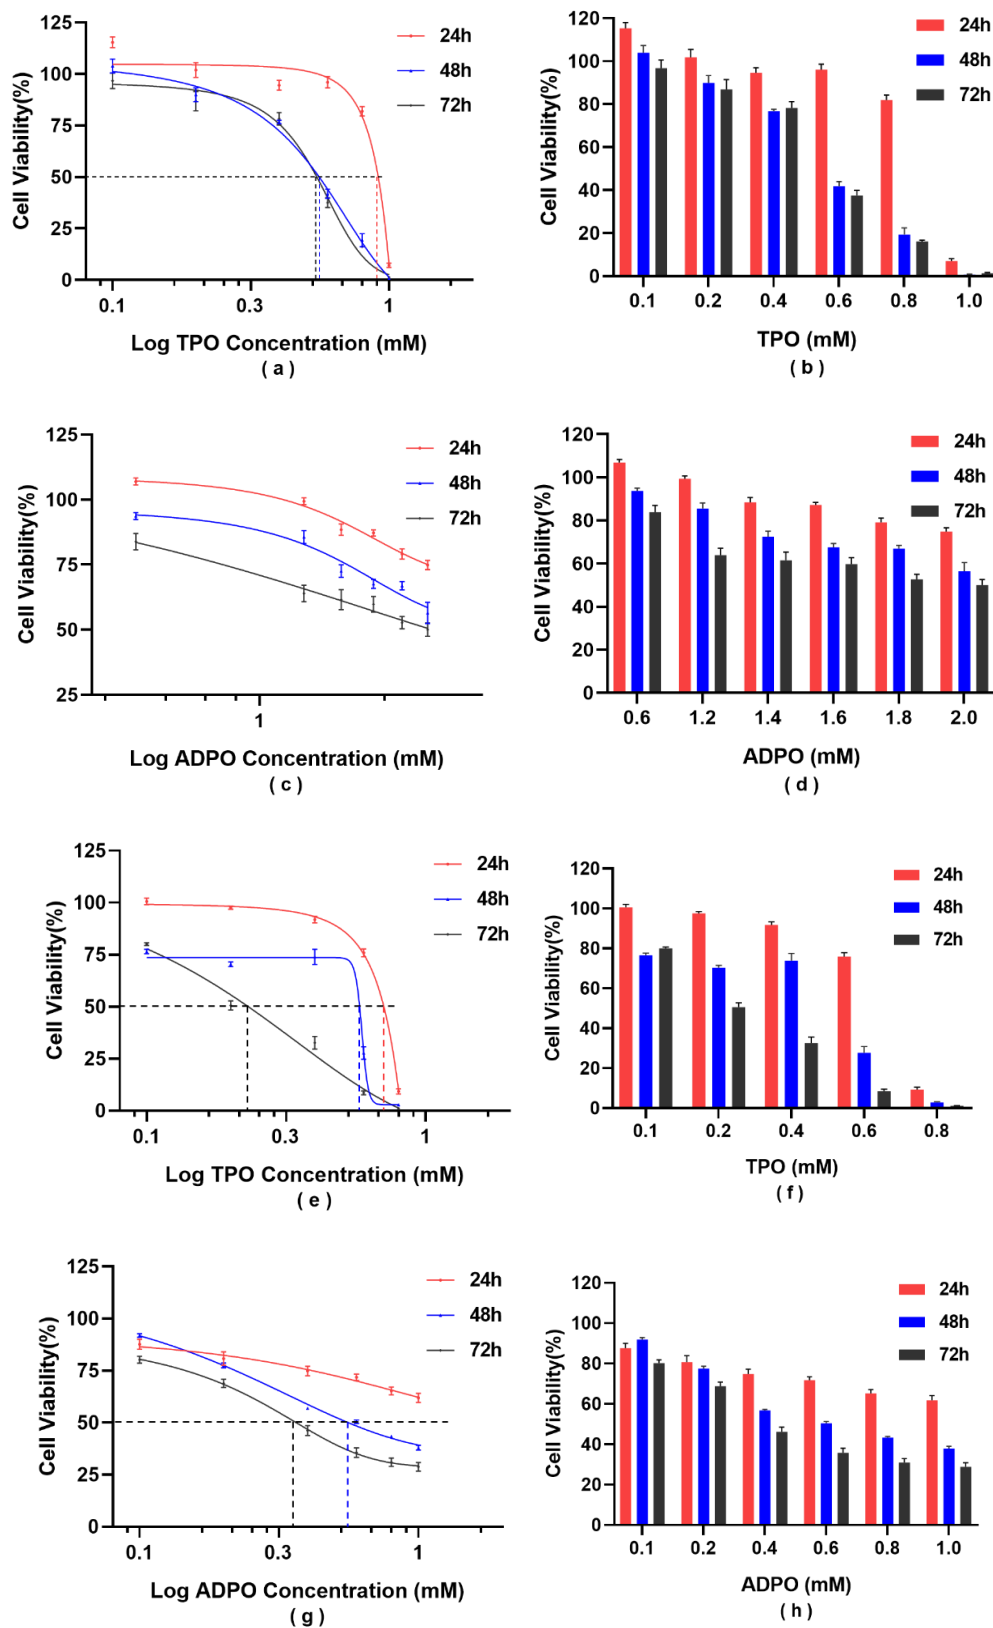 125
100
75
50
25
0
Cell Viability(%)
0.1 0.3 1
Log TPO Concentration (mM)
24h
48h
72h
( a )
120
100
80
60
40
20
0
Cell Viability(%)
0.1 0.2 0.4 0.6 0.8 1.0
TPO (mM)
24h
48h
72h
( b )
125
100
75
50
25
Cell Viability(%)
1
Log ADPO Concentration (mM)
24h
48h
72h
( c )
120
100
80
60
40
20
0
Cell Viability(%)
0.6 1.2 1.4 1.6 1.8 2.0
ADPO (mM)
24h
48h
72h
( d )
125
100
75
50
25
0
Cell Viability(%)
0.1 0.3 1
Log TPO Concentration (mM)
24h
48h
72h
( e )
120
100
80
60
40
20
0
Cell Viability(%)
0.1 0.2 0.4 0.6 0.8
TPO (mM)
24h
48h
72h
( f )
125
100
75
50
25
0
Cell Viability(%)
0.1 0.3 1
Log ADPO Concentration (mM)
24h
48h
72h
( g )
120
100
80
60
40
20
0
Cell Viability(%)
0.1 0.2 0.4 0.6 0.8 1.0
ADPO (mM)
24h
48h
72h
( h )